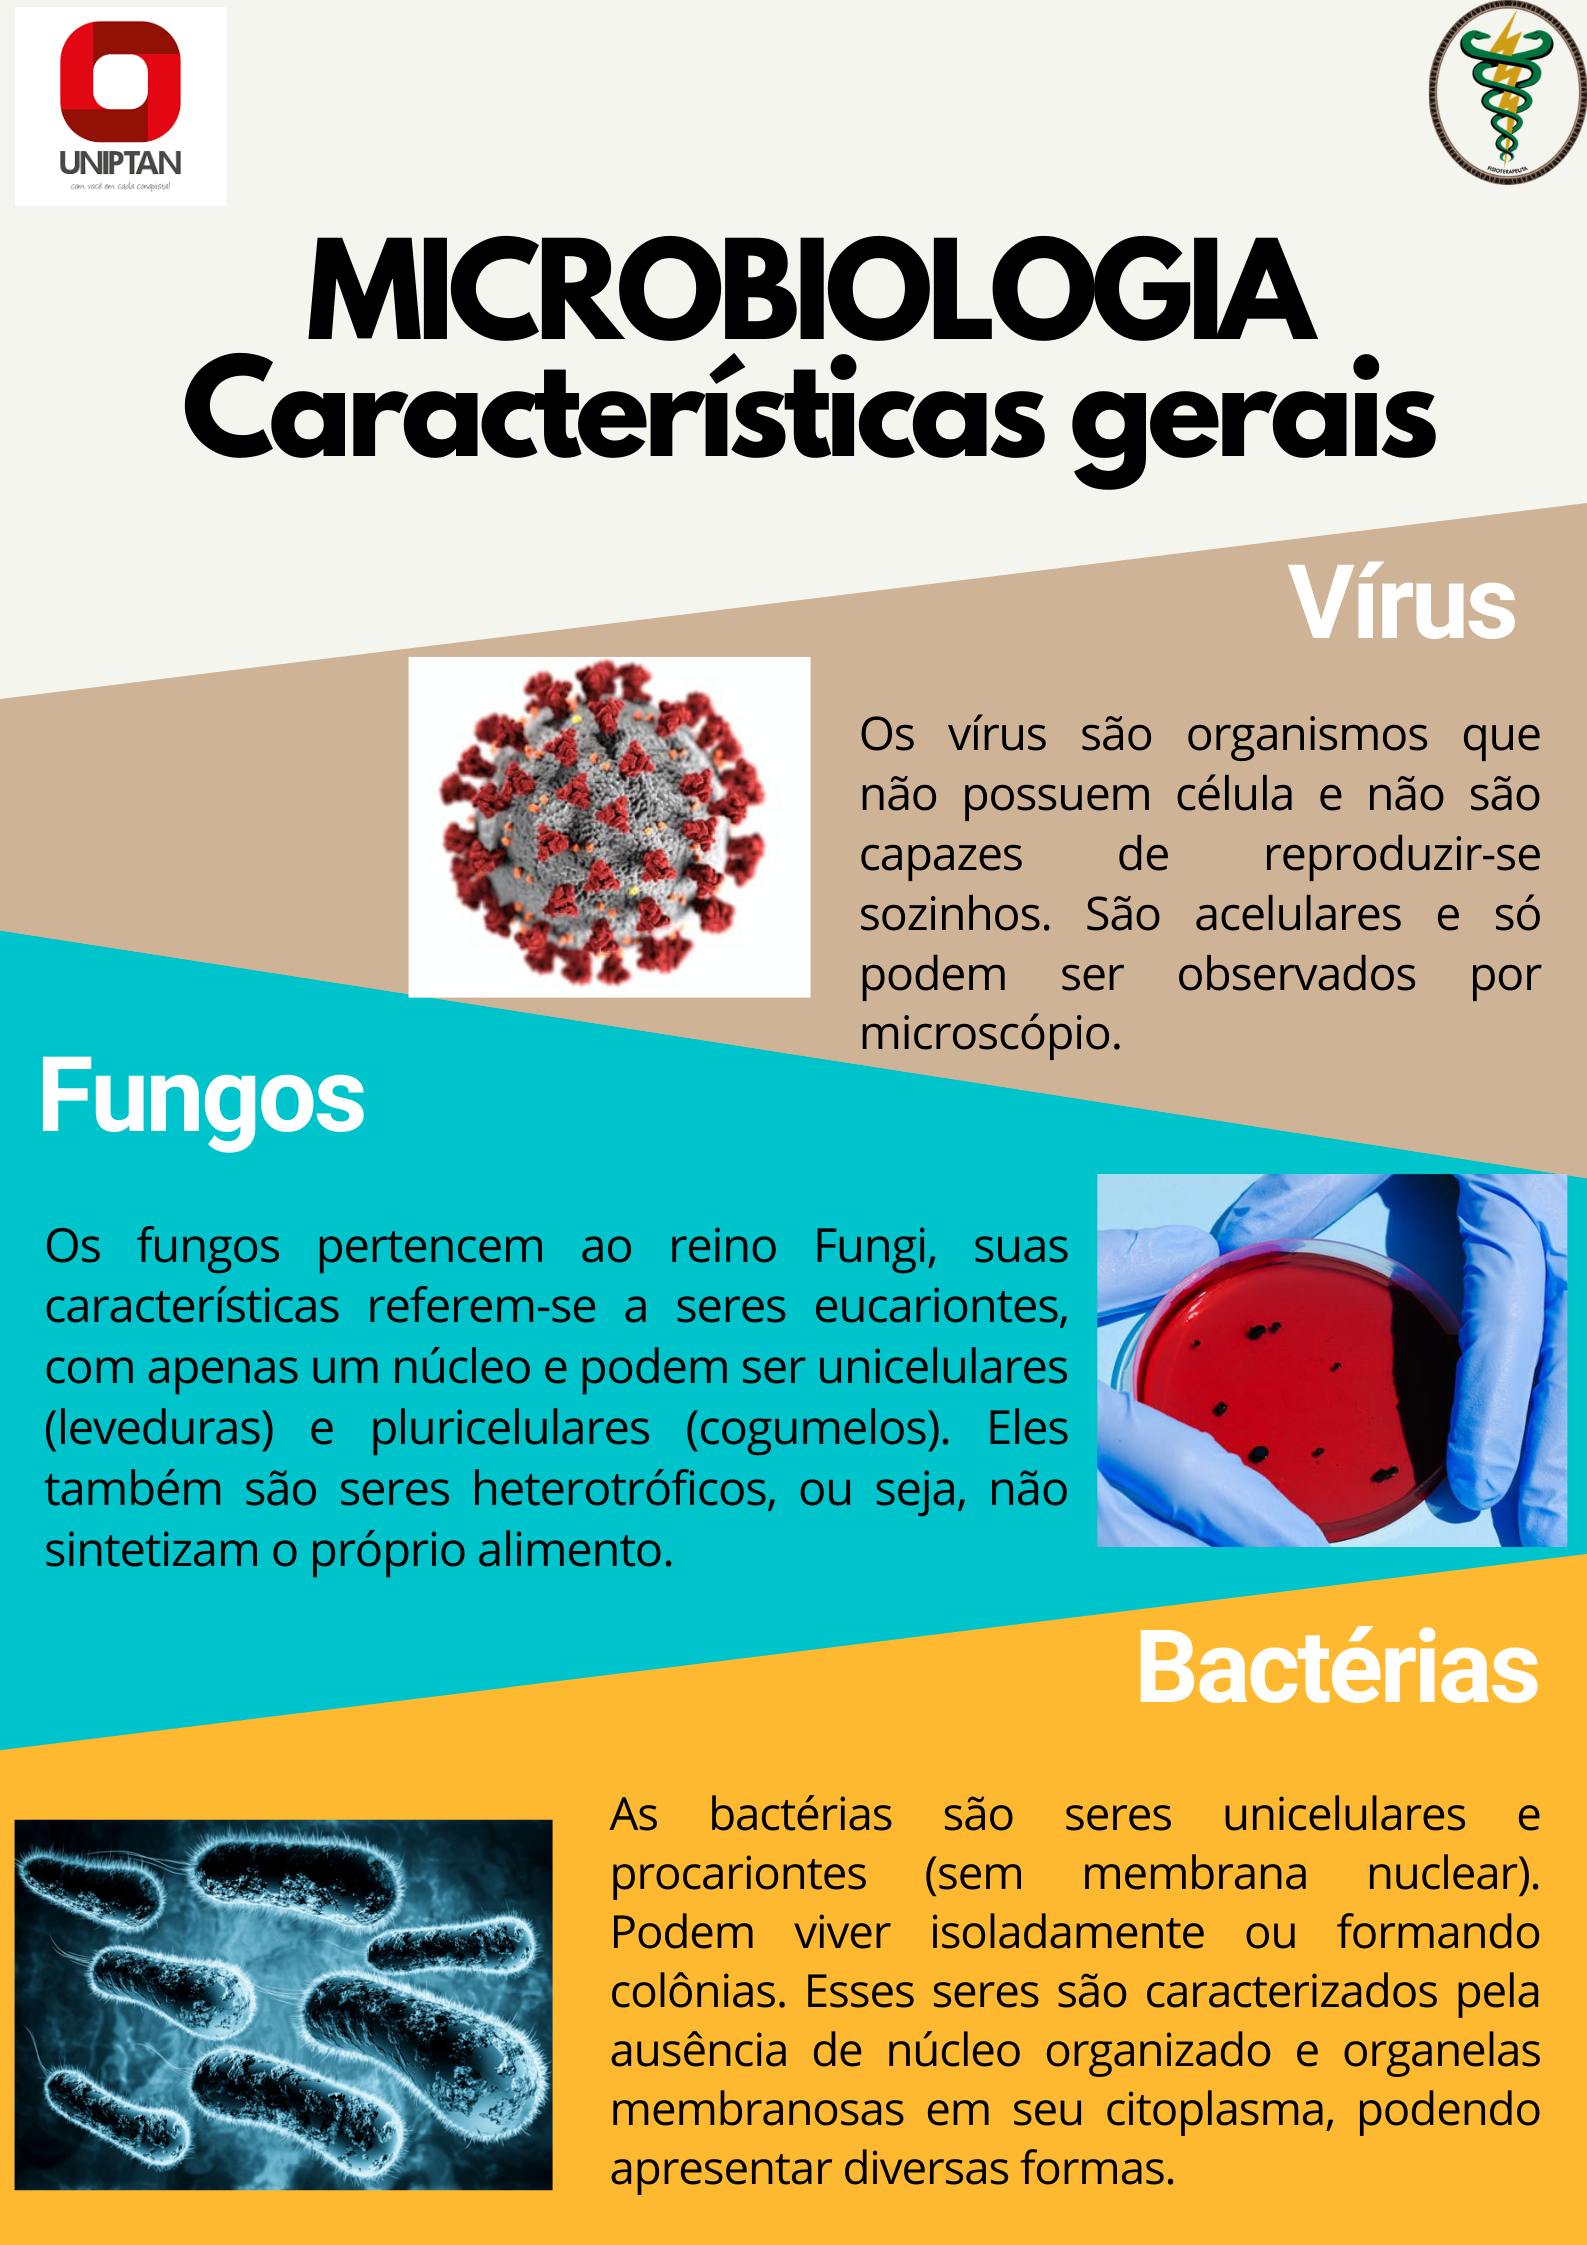 UNIPTAN
com você em cada conquista!
FISIOTERAPEUTA
MICROBIOLOGIA
Características gerais
Vírus
Os vírus são organismos que
não possuem célula e não são
capazes de reproduzir-se
sozinhos. São acelulares e só
podem ser observados por
microscópio.
Fungos
Os fungos pertencem ao reino Fungi, suas
características referem-se a seres eucariontes,
com apenas um núcleo e podem ser unicelulares
(leveduras) e pluricelulares (cogumelos). Eles
também são seres heterotróficos, ou seja, não
sintetizam o próprio alimento.
Bactérias
As bactérias são seres unicelulares e
procariontes (sem membrana nuclear).
Podem viver isoladamente ou formando
colônias. Esses seres são caracterizados pela
ausência de núcleo organizado e organelas
membranosas em seu citoplasma, podendo
apresentar diversas formas.